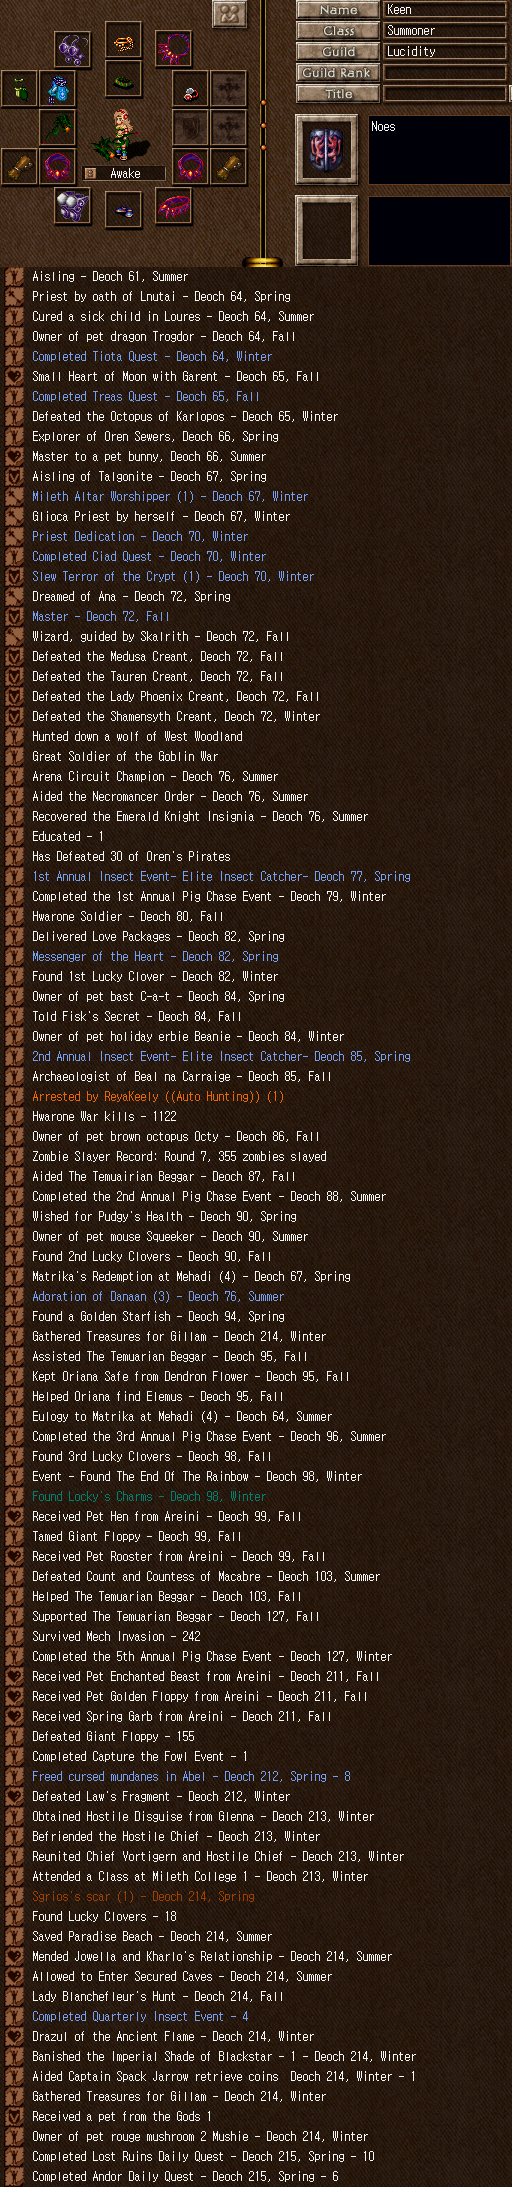 Name Keen
Class Summoner
Guild Lucidity
Guild Rank
Title
Noes
Awake
Aisling - Deoch 61, Summer
Priest by oath of Lnutai - Deoch 64, Spring
Cured a sick child in Loures - Deoch 64, Summer
Owner of pet dragon Trogdor - Deoch 64, Fall
Completed Tiota Quest - Deoch 64, Winter
Small Heart of Moon with Garent - Deoch 65, Fall
Completed Treas Quest - Deoch 65, Fall
Defeated the Octopus of Karlopos - Deoch 65, Winter
Explorer of Oren Sewers, Deoch 66, Spring
Master to a pet bunny, Deoch 66, Summer
Aisling of Talgonite - Deoch 67, Spring
Mileth Altar Worshipper (1) - Deoch 67, Winter
Glioca Priest by herself - Deoch 67, Winter
Priest Dedication - Deoch 70, Winter
Completed Ciad Quest - Deoch 70, Winter
Slew Terror of the Crypt (1) - Deoch 70, Winter
Dreamed of Ana - Deoch 72, Spring
Master - Deoch 72, Fall
Wizard, guided by Skalrith - Deoch 72, Fall
Defeated the Medusa Creant, Deoch 72, Fall
Defeated the Tauren Creant, Deoch 72, Fall
Defeated the Lady Phoenix Creant, Deoch 72, Fall
Defeated the Shamensyth Creant, Deoch 72, Winter
Hunted down a wolf of West Woodland
Great Soldier of the Goblin War
Arena Circuit Champion - Deoch 76, Summer
Aided the Necromancer Order - Deoch 76, Summer
Recovered the Emerald Knight Insignia - Deoch 76, Summer
Educated - 1
Has Defeated 30 of Oren's Pirates
1st Annual Insect Event- Elite Insect Catcher- Deoch 77, Spring
Completed the 1st Annual Pig Chase Event - Deoch 79, Winter
Hwarone Soldier - Deoch 80, Fall
Delivered Love Packages - Deoch 82, Spring
Messenger of the Heart - Deoch 82, Spring
Found 1st Lucky Clover - Deoch 82, Winter
Owner of pet bast C-a-t - Deoch 84, Spring
Told Fisk's Secret - Deoch 84, Fall
Owner of pet holiday erbie Beanie - Deoch 84, Winter
2nd Annual Insect Event- Elite Insect Catcher- Deoch 85, Spring
Archaeologist of Beal na Carraige - Deoch 85, Fall
Arrested by ReyaKeely ((Auto Hunting)) (1)
Hwarone War kills - 1122
Owner of pet brown octopus Octy - Deoch 86, Fall
Zombie Slayer Record: Round 7, 355 zombies slayed
Aided The Temuairian Beggar - Deoch 87, Fall
Completed the 2nd Annual Pig Chase Event - Deoch 88, Summer
Wished for Pudgy's Health - Deoch 90, Spring
Owner of pet mouse Squeeker - Deoch 90, Summer
Found 2nd Lucky Clovers - Deoch 90, Fall
Matrika's Redemption at Mehadi (4) - Deoch 67, Spring
Adoration of Danaan (3) - Deoch 76, Summer
Found a Golden Starfish - Deoch 94, Spring
Gathered Treasures for Gillam - Deoch 214, Winter
Assisted The Temuarian Beggar - Deoch 95, Fall
Kept Oriana Safe from Dendron Flower - Deoch 95, Fall
Helped Oriana find Elemus - Deoch 95, Fall
Eulogy to Matrika at Mehadi (4) - Deoch 64, Summer
Completed the 3rd Annual Pig Chase Event - Deoch 96, Summer
Found 3rd Lucky Clovers - Deoch 98, Fall
Event - Found The End Of The Rainbow - Deoch 98, Winter
Found Locky's Charms - Deoch 98, Winter
Received Pet Hen from Areini - Deoch 99, Fall
Tamed Giant Floppy - Deoch 99, Fall
Received Pet Rooster from Areini - Deoch 99, Fall
Defeated Count and Countess of Macabre - Deoch 103, Summer
Helped The Temuarian Beggar - Deoch 103, Fall
Supported The Temuarian Beggar - Deoch 127, Fall
Survived Mech Invasion - 242
Completed the 5th Annual Pig Chase Event - Deoch 127, Winter
Received Pet Enchanted Beast from Areini - Deoch 211, Fall
Received Pet Golden Floppy from Areini - Deoch 211, Fall
Received Spring Garb from Areini - Deoch 211, Fall
Defeated Giant Floppy - 155
Completed Capture the Fowl Event - 1
Freed cursed mundanes in Abel - Deoch 212, Spring - 8
Defeated Law's Fragment - Deoch 212, Winter
Obtained Hostile Disguise from Glenna - Deoch 213, Winter
Befriended the Hostile Chief - Deoch 213, Winter
Reunited Chief Vortigern and Hostile Chief - Deoch 213, Winter
Attended a Class at Mileth College 1 - Deoch 213, Winter
Sgrios's scar (1) - Deoch 214, Spring
Found Lucky Clovers - 18
Saved Paradise Beach - Deoch 214, Summer
Mended Jowella and Kharlo's Relationship - Deoch 214, Summer
Allowed to Enter Secured Caves - Deoch 214, Summer
Lady Blanchefleur's Hunt - Deoch 214, Fall
Completed Quarterly Insect Event - 4
Drazul of the Ancient Flame - Deoch 214, Winter
Banished the Imperial Shade of Blackstar - 1 - Deoch 214, Winter
Aided Captain Spack Jarrow retrieve coins  Deoch 214, Winter - 1
Gathered Treasures for Gillam - Deoch 214, Winter
Received a pet from the Gods 1
Owner of pet rouge mushroom 2 Mushie - Deoch 214, Winter
Completed Lost Ruins Daily Quest - Deoch 215, Spring - 10
Completed Andor Daily Quest - Deoch 215, Spring - 6